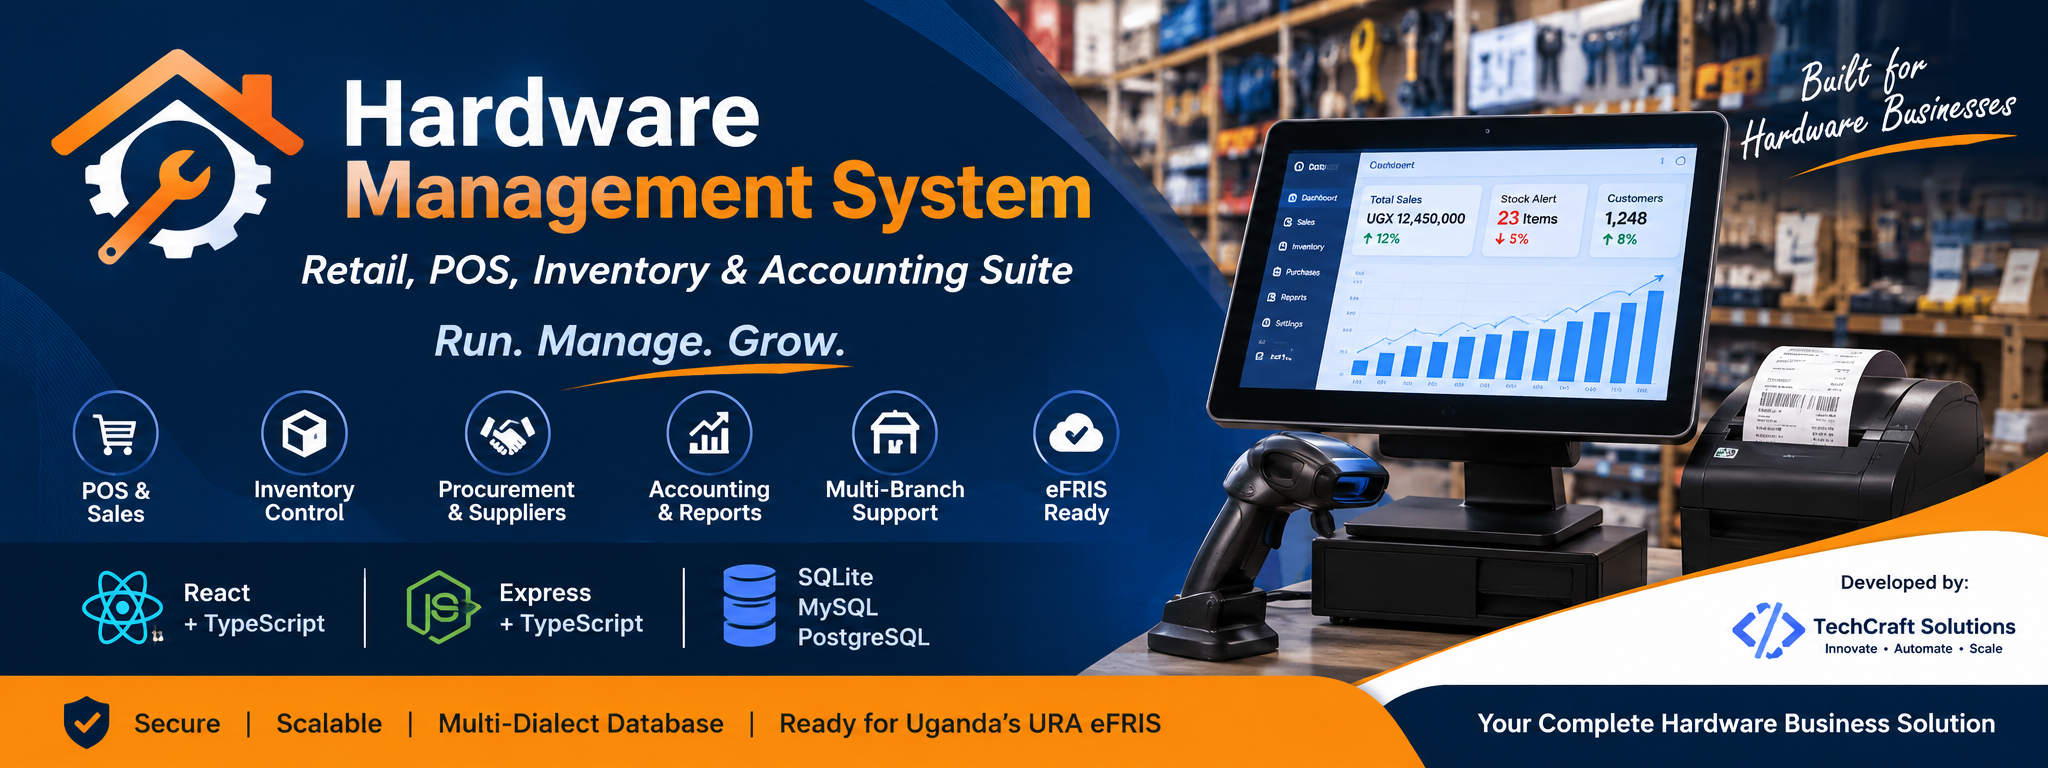 Hardware
Management System
Retail, POS, Inventory & Accounting Suite
Run. Manage. Grow.
POS &
Sales
Inventory
Control
Procurement
& Suppliers
Accounting
& Reports
Multi-Branch
Support
eFRIS
Ready
React
+ TypeScript
JS
Express
+ TypeScript
SQLite
MySQL
PostgreSQL
Secure | Scalable | Multi-Dialect Database | Ready for Uganda's URA eFRIS
Built for
Hardware Businesses
Dashboard
Sales
Inventory
Purchases
Reports
Settings
Total Sales
UGX 12,450,000
↑ 12%
Stock Alert
23 Items
↓ 5%
Customers
1,248
↑ 8%
Developed by:
TechCraft Solutions
Innovate • Automate • Scale
Your Complete Hardware Business Solution